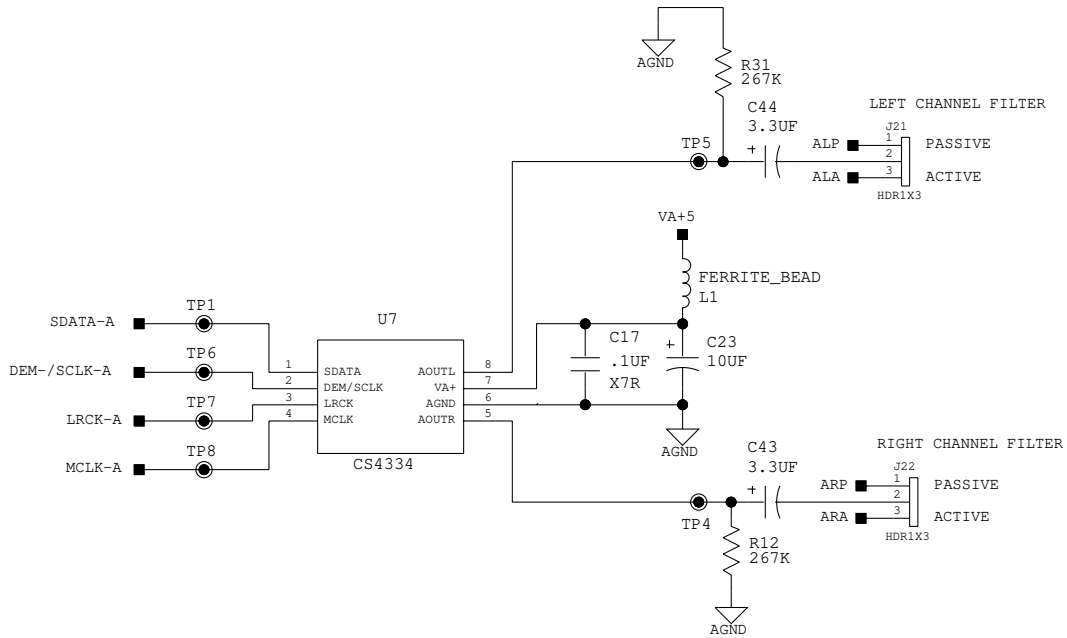 AGND
R31
267K
C44
3.3UF
LEFT CHANNEL FILTER
J21
ALP
1
PASSIVE
2
ALA
3
ACTIVE
HDR1X3
TP5
+
VA+5
FERRITE_BEAD
L1
C17
.1UF
X7R
+
C23
10UF
AGND
SDATA-A
TP1
DEM-/SCLK-A
TP6
LRCK-A
TP7
MCLK-A
TP8
U7
1
SDATA
AOUTL
8
2
DEM/SCLK
VA+
7
3
LRCK
AGND
6
4
MCLK
AOUTR
5
CS4334
C43
3.3UF
+
TP4
R12
267K
AGND
RIGHT CHANNEL FILTER
J22
ARP
1
PASSIVE
2
ARA
3
ACTIVE
HDR1X3